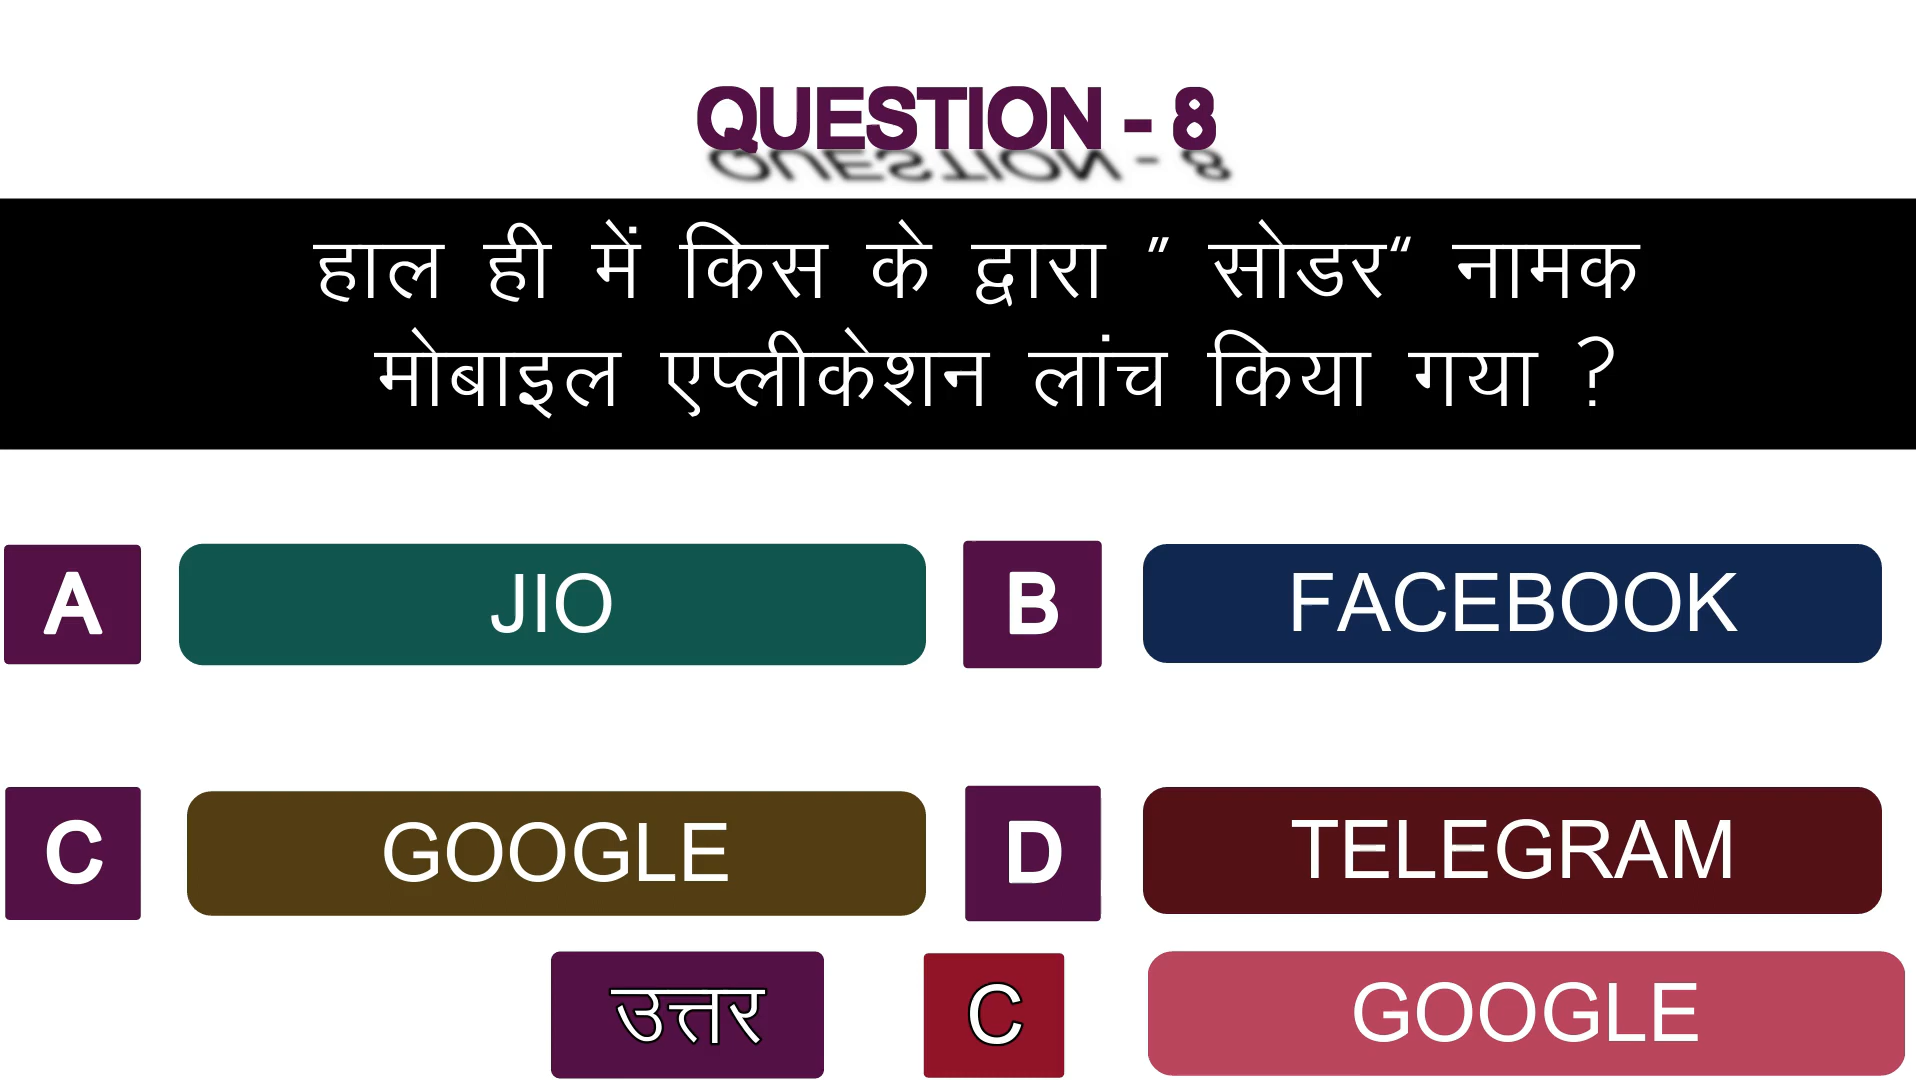 QUESTION - 8
हाल ही में किस के द्वारा ” सोडर“ नामक
मोबाइल एप्लीकेशन लांच किया गया ?
A JIO B FACEBOOK
C GOOGLE D TELEGRAM
उत्तर C GOOGLE